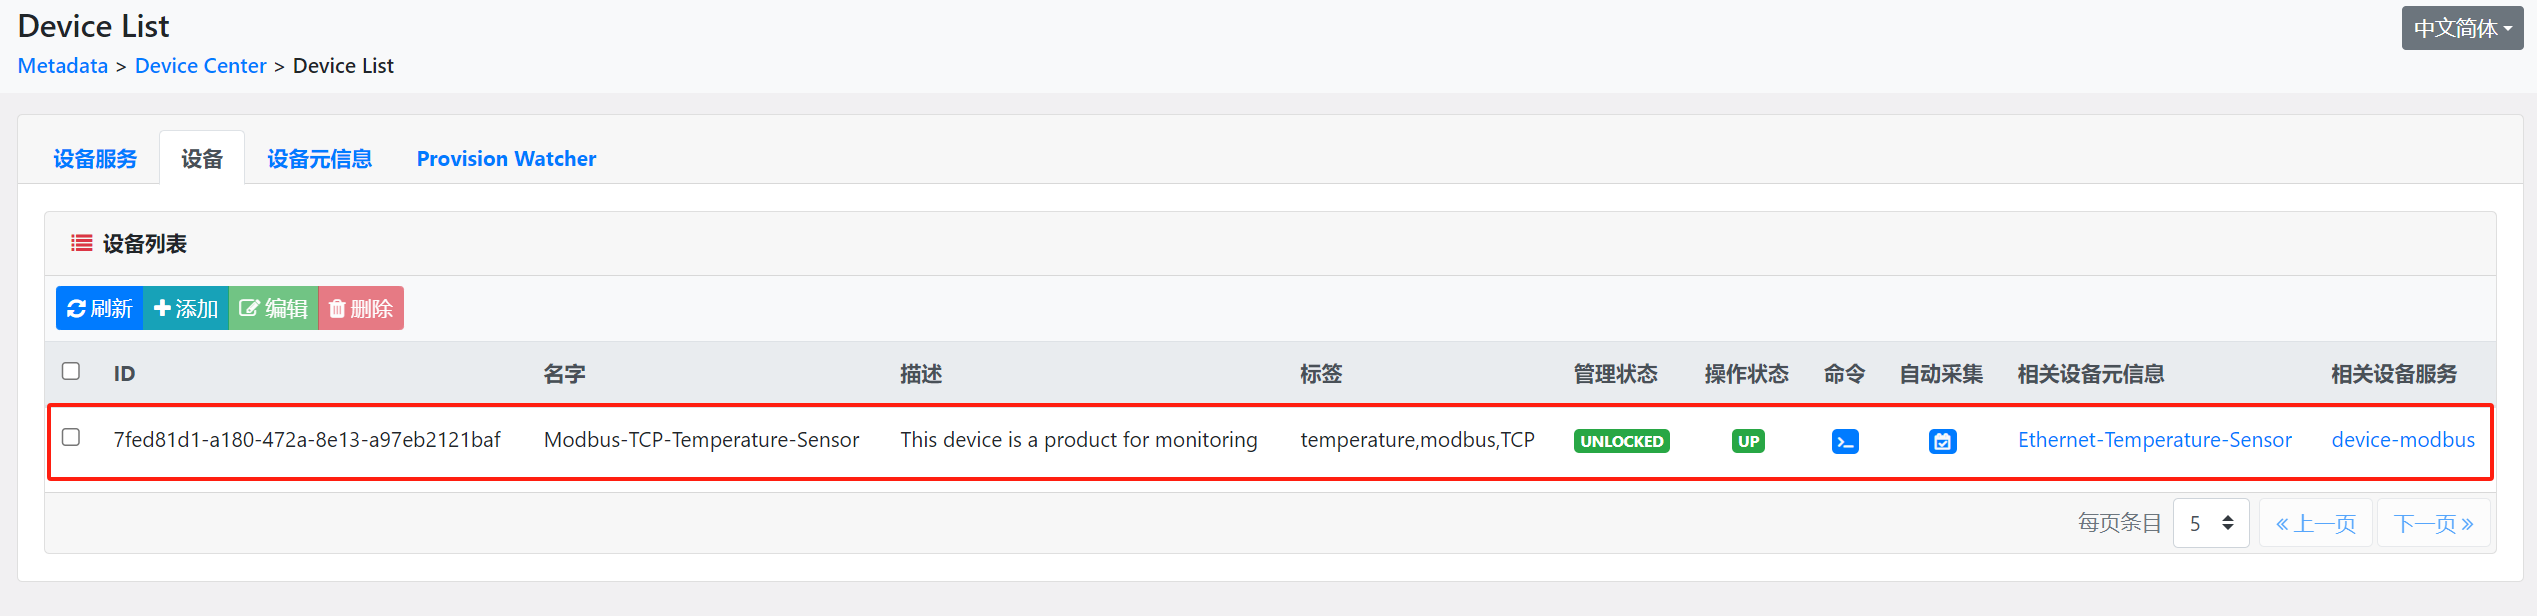 Device List
中文简体
Metadata > Device Center > Device List
设备服务 设备 设备元信息 Provision Watcher
设备列表
刷新 添加 编辑 删除
ID 名字 描述 标签 管理状态 操作状态 命令 自动采集 相关设备元信息 相关设备服务
7fed81d1-a180-472a-8e13-a97eb2121baf Modbus-TCP-Temperature-Sensor This device is a product for monitoring temperature,modbus,TCP UNLOCKED UP Ethernet-Temperature-Sensor device-modbus
每页条目 5 «上一页 下一页»